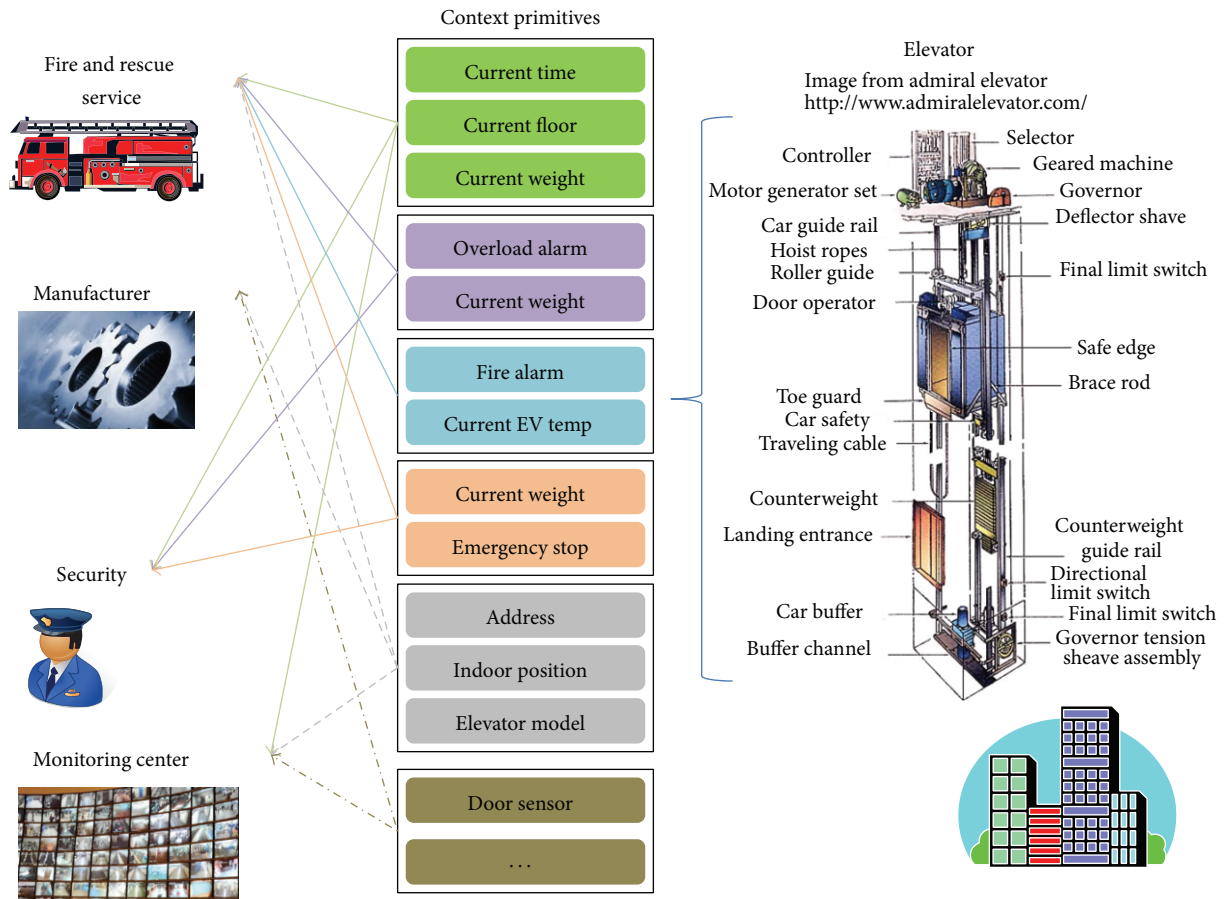 Context primitives
Fire and rescue
service
Manufacturer
Security
Monitoring center
Current time
Current floor
Current weight
Overload alarm
Current weight
Fire alarm
Current EV temp
Current weight
Emergency stop
Address
Indoor position
Elevator model
Door sensor
...
Elevator
Image from admiral elevator
http://www.admiralelevator.com/
Selector
Controller
Geared machine
Motor generator set
Governor
Deflector shave
Car guide rail
Hoist ropes
Roller guide
Final limit switch
Door operator
Safe edge
Brace rod
Toe guard
Car safety
Traveling cable
Counterweight
Landing entrance
Counterweight
guide rail
Directional
limit switch
Car buffer
Final limit switch
Buffer channel
Governor tension
sheave assembly